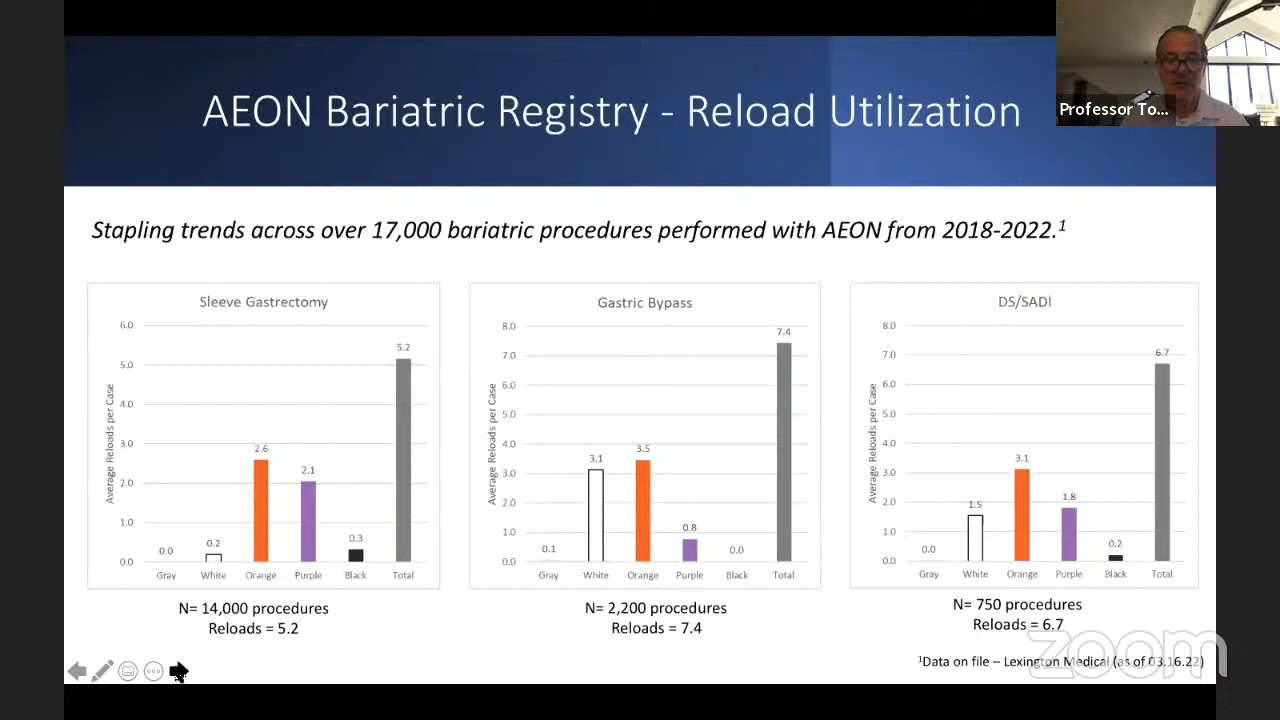 AEON Bariatric Registry - Reload Utilization
Professor To...
Stapling trends across over 17,000 bariatric procedures performed with AEON from 2018-2022.¹
Sleeve Gastrectomy
Average Reloads per Case
6.0
5.0
4.0
3.0
2.0
1.0
0.0
0.0
0.2
2.6
2.1
0.3
5.2
Gray White Orange Purple Black Total
N= 14,000 procedures
Reloads = 5.2
Gastric Bypass
Average Reloads per Case
8.0
7.0
6.0
5.0
4.0
3.0
2.0
1.0
0.0
0.1
3.1
3.5
0.8
0.0
7.4
Gray White Orange Purple Black Total
N= 2,200 procedures
Reloads = 7.4
DS/SADI
Average Reloads per Case
8.0
7.0
6.0
5.0
4.0
3.0
2.0
1.0
0.0
0.0
1.5
3.1
1.8
0.2
6.7
Gray White Orange Purple Black Total
N= 750 procedures
Reloads = 6.7
¹Data on file – Lexington Medical (as of 03.16.22)
zoom